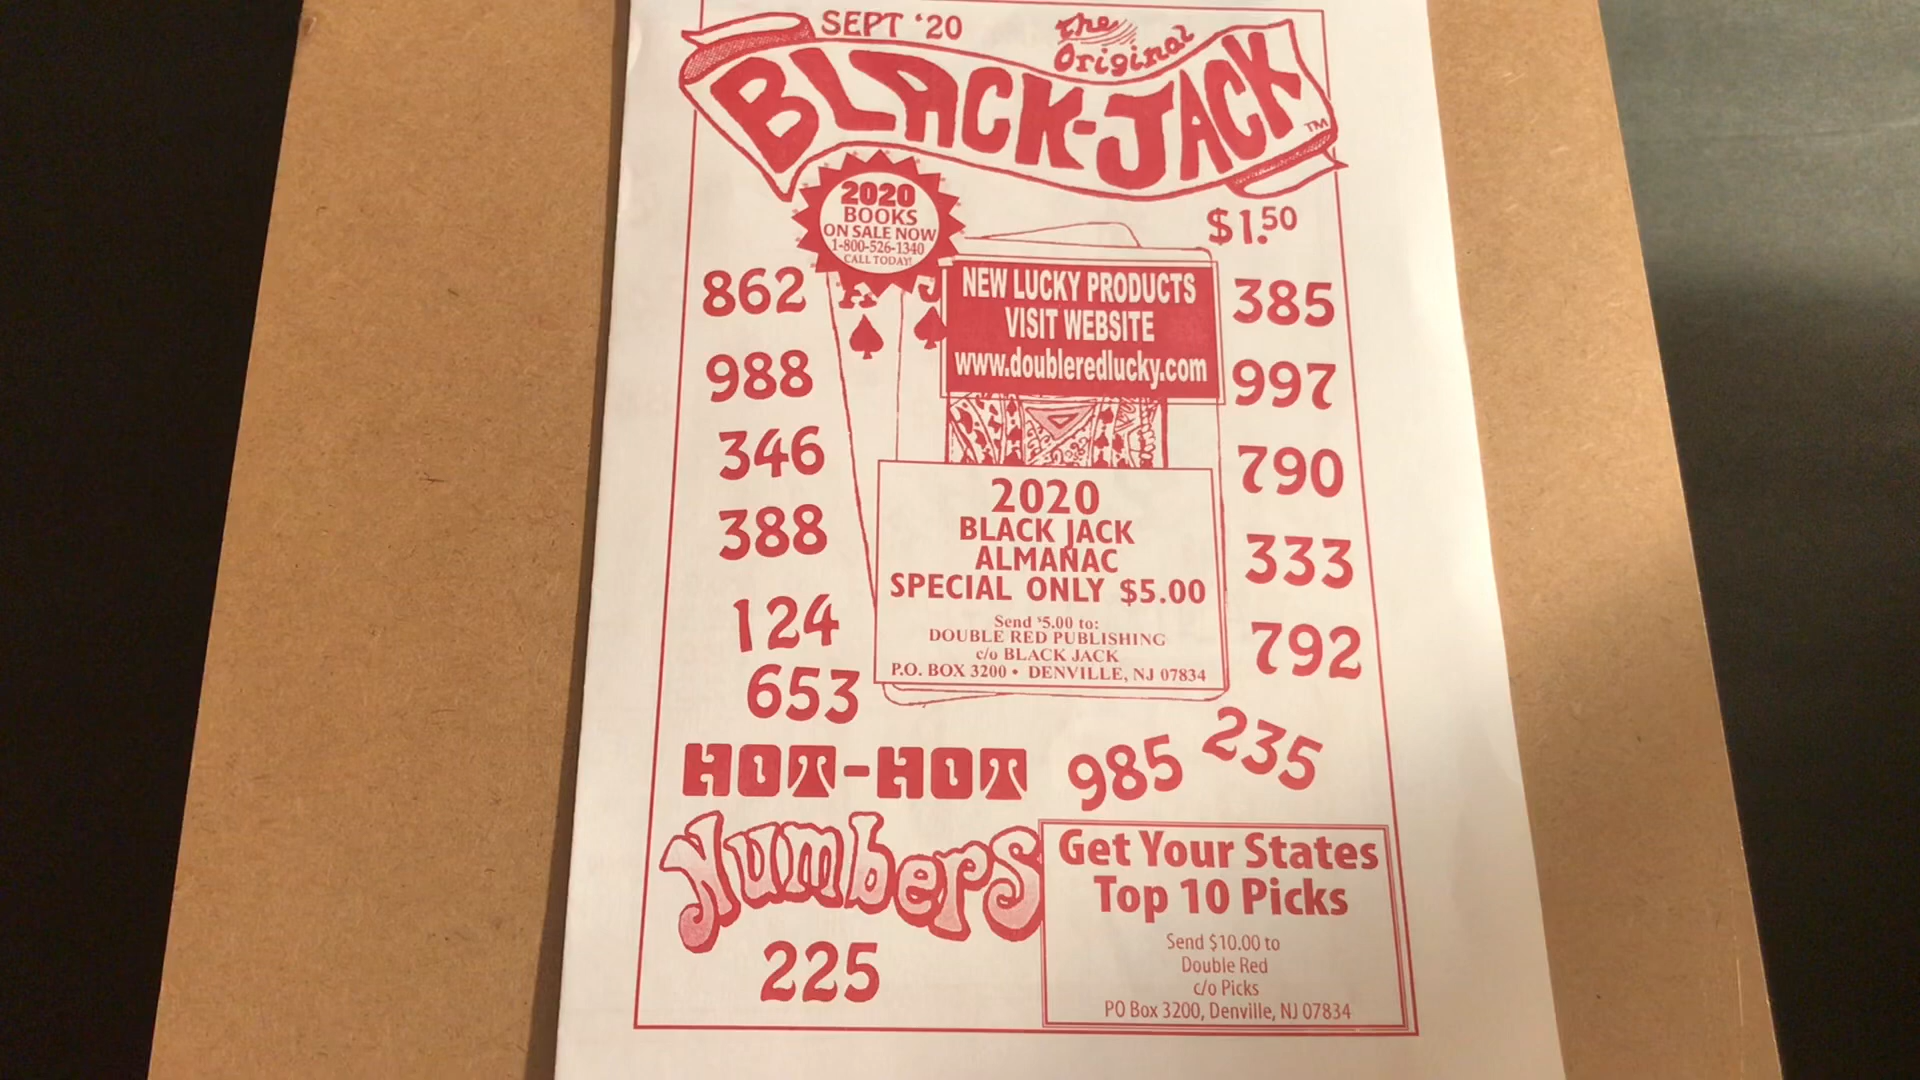 SEPT ‘20
the
Original
BLACK-JACK™
2020
BOOKS
ON SALE NOW
1-800-526-1340
CALL TODAY!
$1.50
A
J
NEW LUCKY PRODUCTS
VISIT WEBSITE
www.doubleredlucky.com
862
988
346
388
124
653
385
997
790
333
792
2020
BLACK JACK
ALMANAC
SPECIAL ONLY $5.00
Send $5.00 to:
DOUBLE RED PUBLISHING
c/o BLACK JACK
P.O. BOX 3200 • DENVILLE, NJ 07834
HOT-HOT
985 235
Numbers
225
Get Your States
Top 10 Picks
Send $10.00 to
Double Red
c/o Picks
PO Box 3200, Denville, NJ 07834